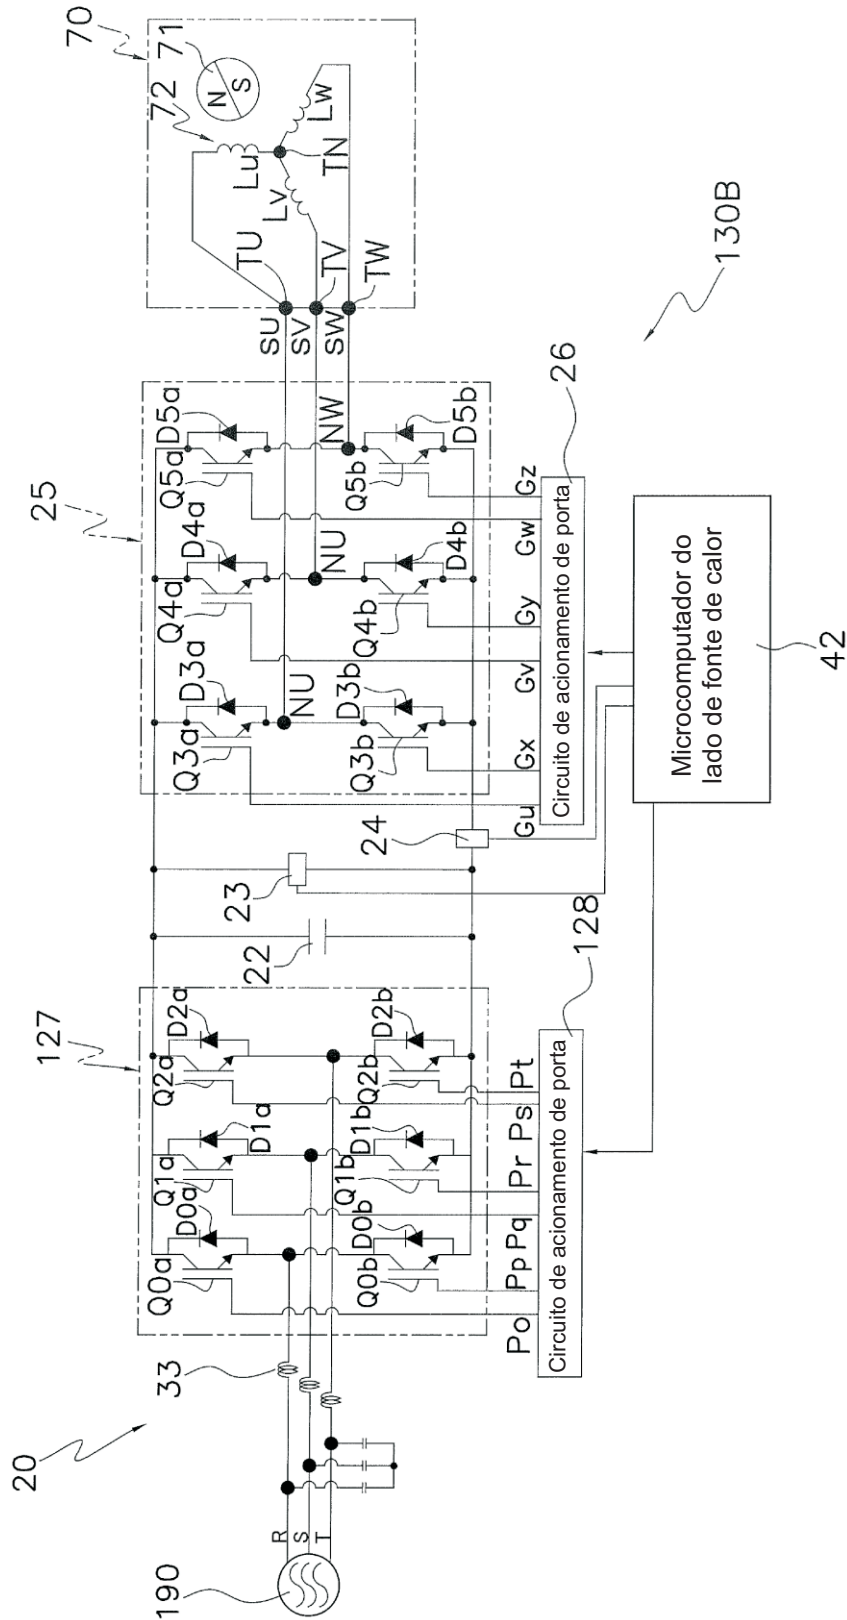 20
190
R
S
T
33
127
Q0a
D0a
Q1a
D1a
Q2a
D2a
Q0b
D0b
Q1b
D1b
Q2b
D2b
Po
Pp
Pq
Pr
Ps
Pt
Circuito de acionamento de porta
128
22
23
24
25
Q3a
D3a
Q4a
D4a
Q5a
D5a
NU
NU
NW
Q3b
D3b
Q4b
D4b
Q5b
D5b
Gu
Gx
Gv
Gy
Gw
Gz
Circuito de acionamento de porta
26
Microcomputador do
lado de fonte de calor
42
SU
SV
SW
TU
TV
TW
70
71
72
N
S
Lu
Lv
Lw
TN
130B